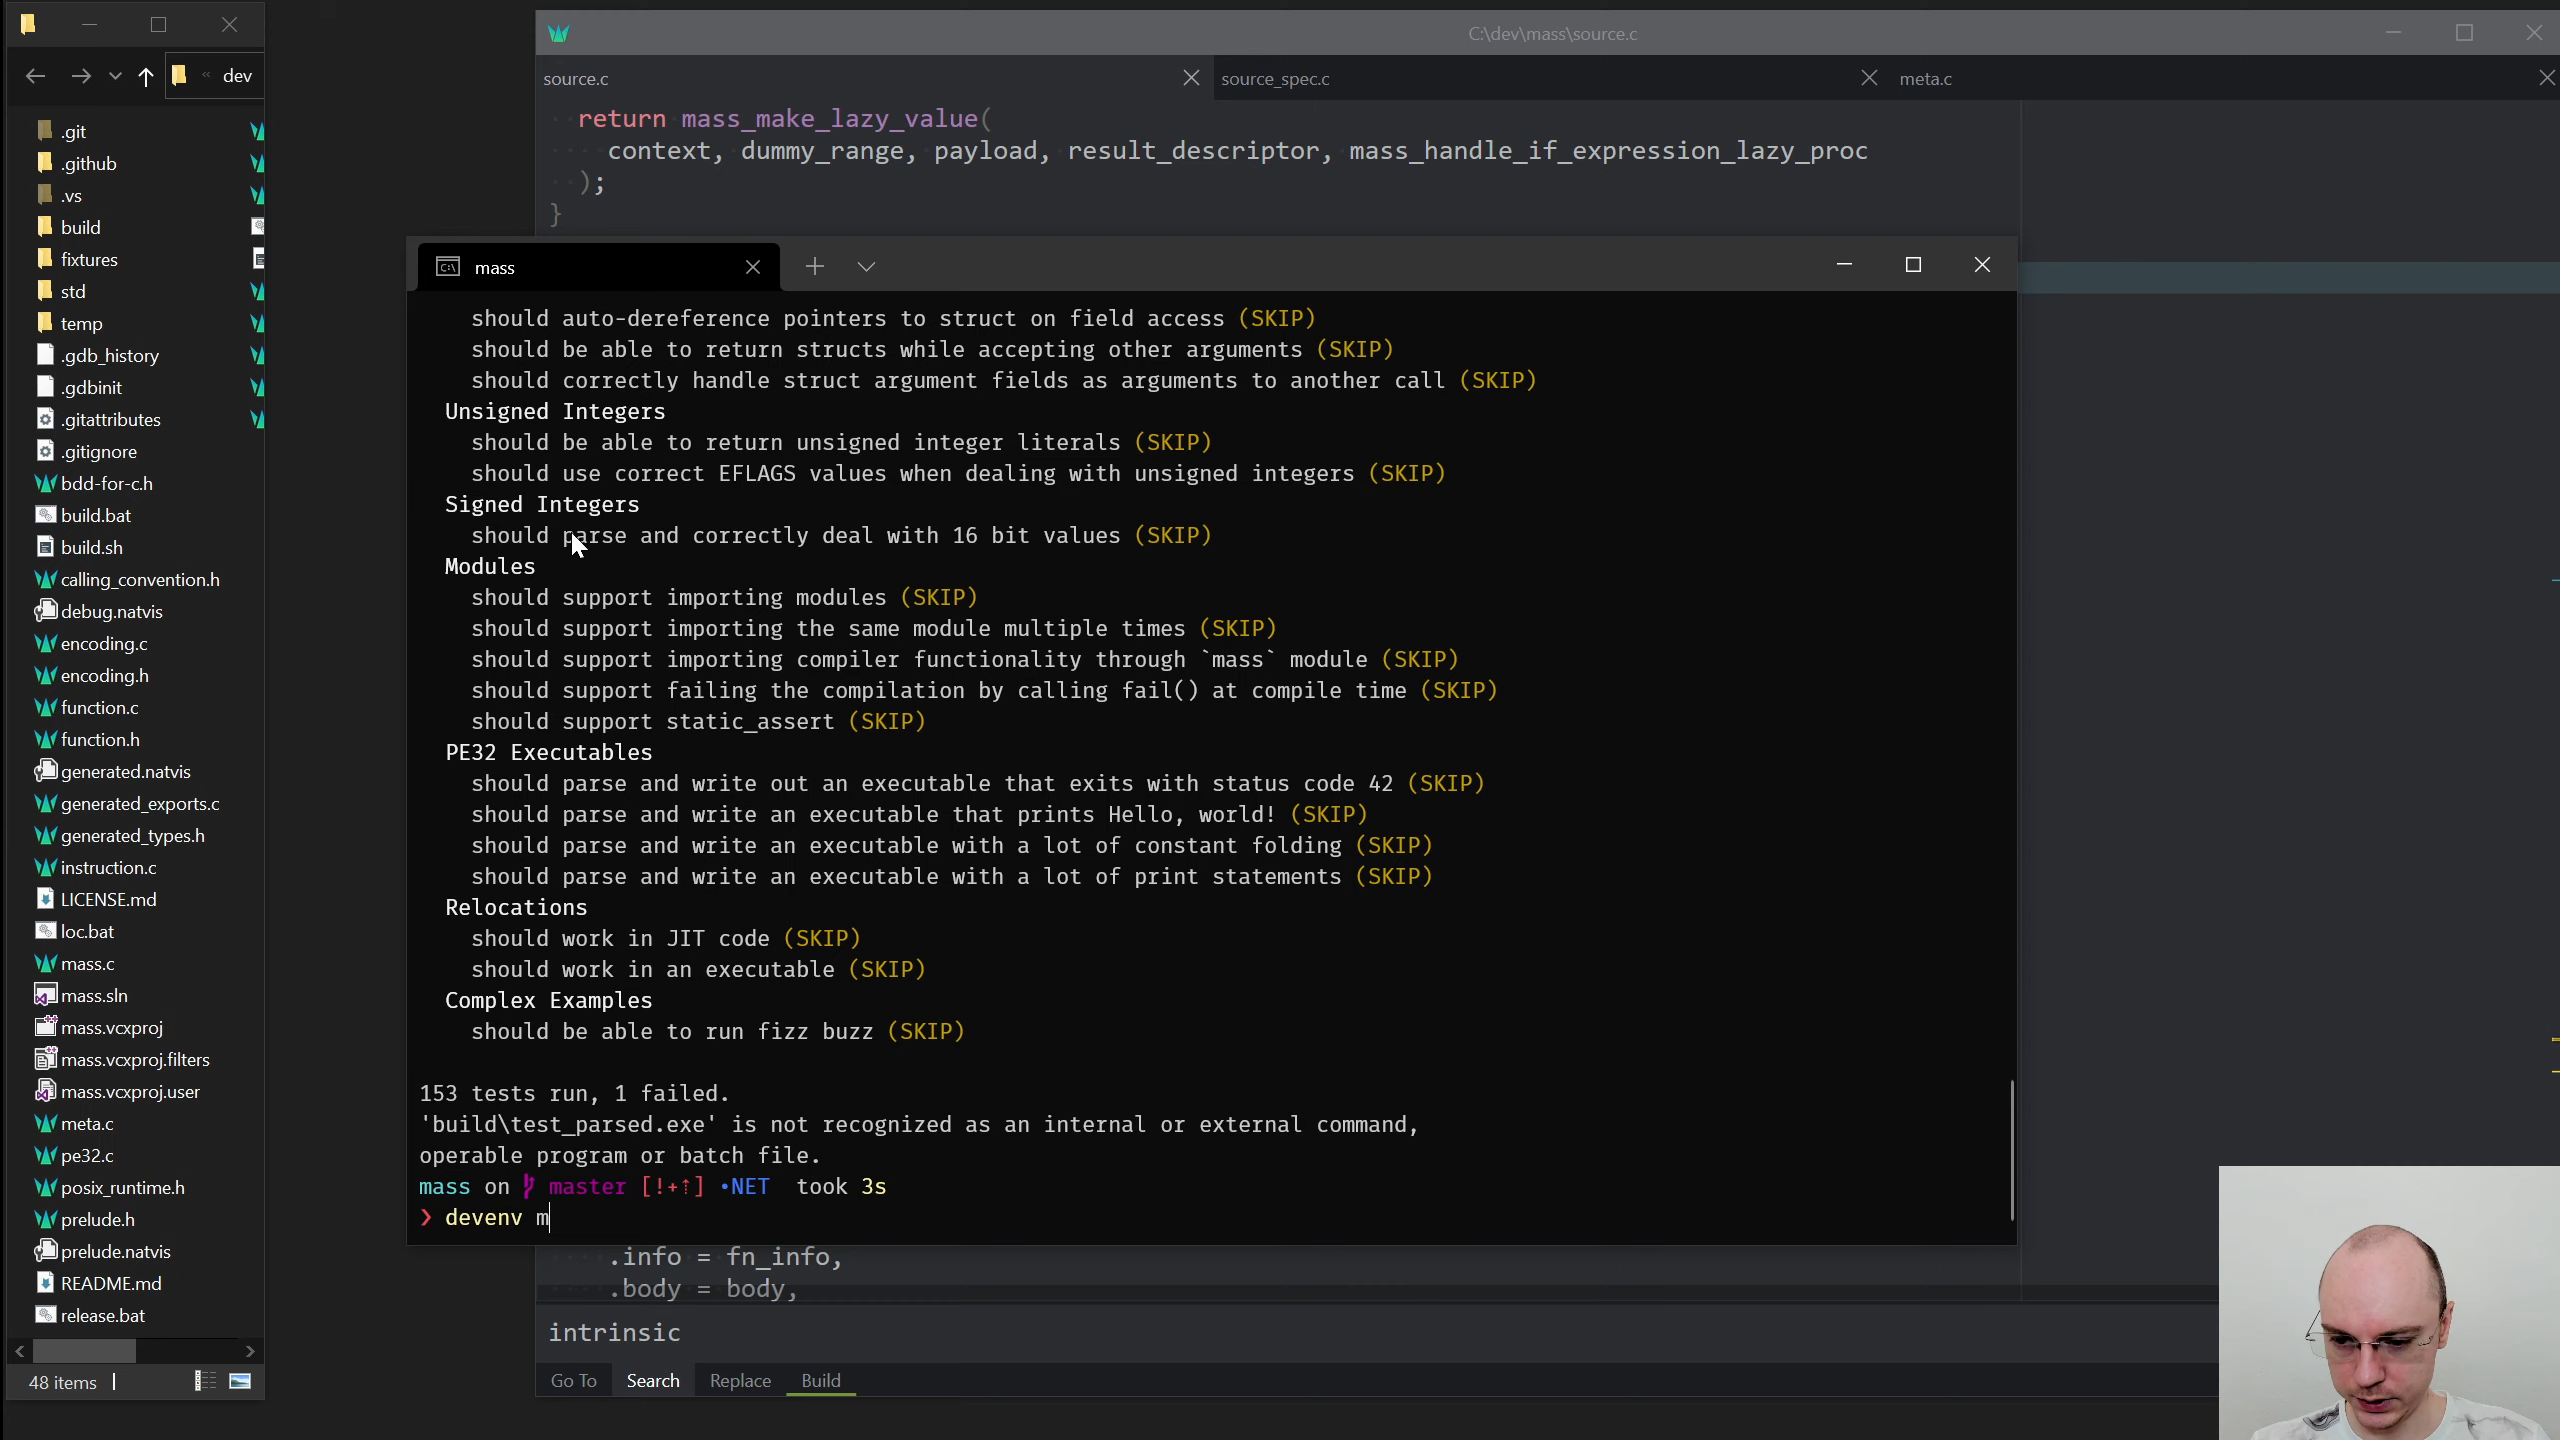 dev
.git
.github
.vs
build
fixtures
std
temp
.gdb_history
.gdbinit
.gitattributes
.gitignore
bdd-for-c.h
build.bat
build.sh
calling_convention.h
debug.natvis
encoding.c
encoding.h
function.c
function.h
generated.natvis
generated_exports.c
generated_types.h
instruction.c
LICENSE.md
loc.bat
mass.c
mass.sln
mass.vcxproj
mass.vcxproj.filters
mass.vcxproj.user
meta.c
pe32.c
posix_runtime.h
prelude.h
prelude.natvis
README.md
release.bat
48 items
C:\dev\mass\source.c
source.c
source_spec.c
meta.c
return mass_make_lazy_value(
context, dummy_range, payload, result_descriptor, mass_handle_if_expression_lazy_proc
);
}
mass
should auto-dereference pointers to struct on field access (SKIP)
should be able to return structs while accepting other arguments (SKIP)
should correctly handle struct argument fields as arguments to another call (SKIP)
Unsigned Integers
should be able to return unsigned integer literals (SKIP)
should use correct EFLAGS values when dealing with unsigned integers (SKIP)
Signed Integers
should parse and correctly deal with 16 bit values (SKIP)
Modules
should support importing modules (SKIP)
should support importing the same module multiple times (SKIP)
should support importing compiler functionality through `mass` module (SKIP)
should support failing the compilation by calling fail() at compile time (SKIP)
should support static_assert (SKIP)
PE32 Executables
should parse and write out an executable that exits with status code 42 (SKIP)
should parse and write an executable that prints Hello, world! (SKIP)
should parse and write an executable with a lot of constant folding (SKIP)
should parse and write an executable with a lot of print statements (SKIP)
Relocations
should work in JIT code (SKIP)
should work in an executable (SKIP)
Complex Examples
should be able to run fizz buzz (SKIP)
153 tests run, 1 failed.
'build\test_parsed.exe' is not recognized as an internal or external command,
operable program or batch file.
mass on master [!+⇡] •NET took 3s
❯ devenv m
.info = fn_info,
.body = body,
intrinsic
Go To Search Replace Build